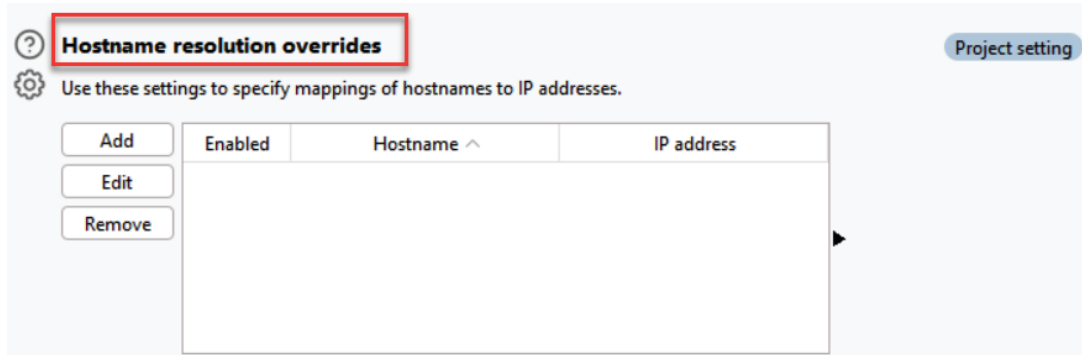 Hostname resolution overrides
Project setting
Use these settings to specify mappings of hostnames to IP addresses.
Add
Enabled Hostname IP address
Edit
Remove